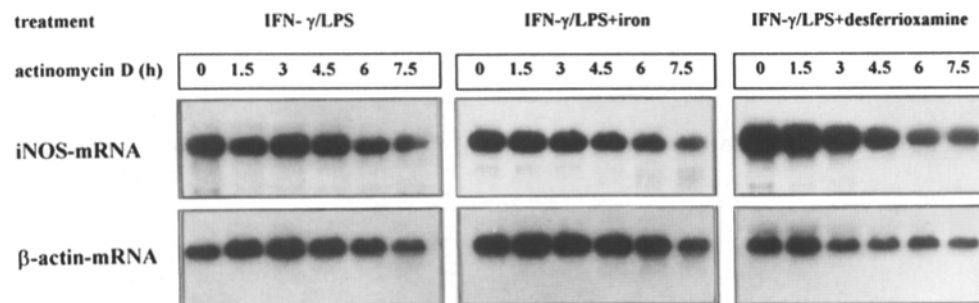 treatment IFN- γ/LPS IFN-γ/LPS+iron IFN-γ/LPS+desferrioxamine
actinomycin D (h) 0 1.5 3 4.5 6 7.5 0 1.5 3 4.5 6 7.5 0 1.5 3 4.5 6 7.5
iNOS-mRNA
β-actin-mRNA